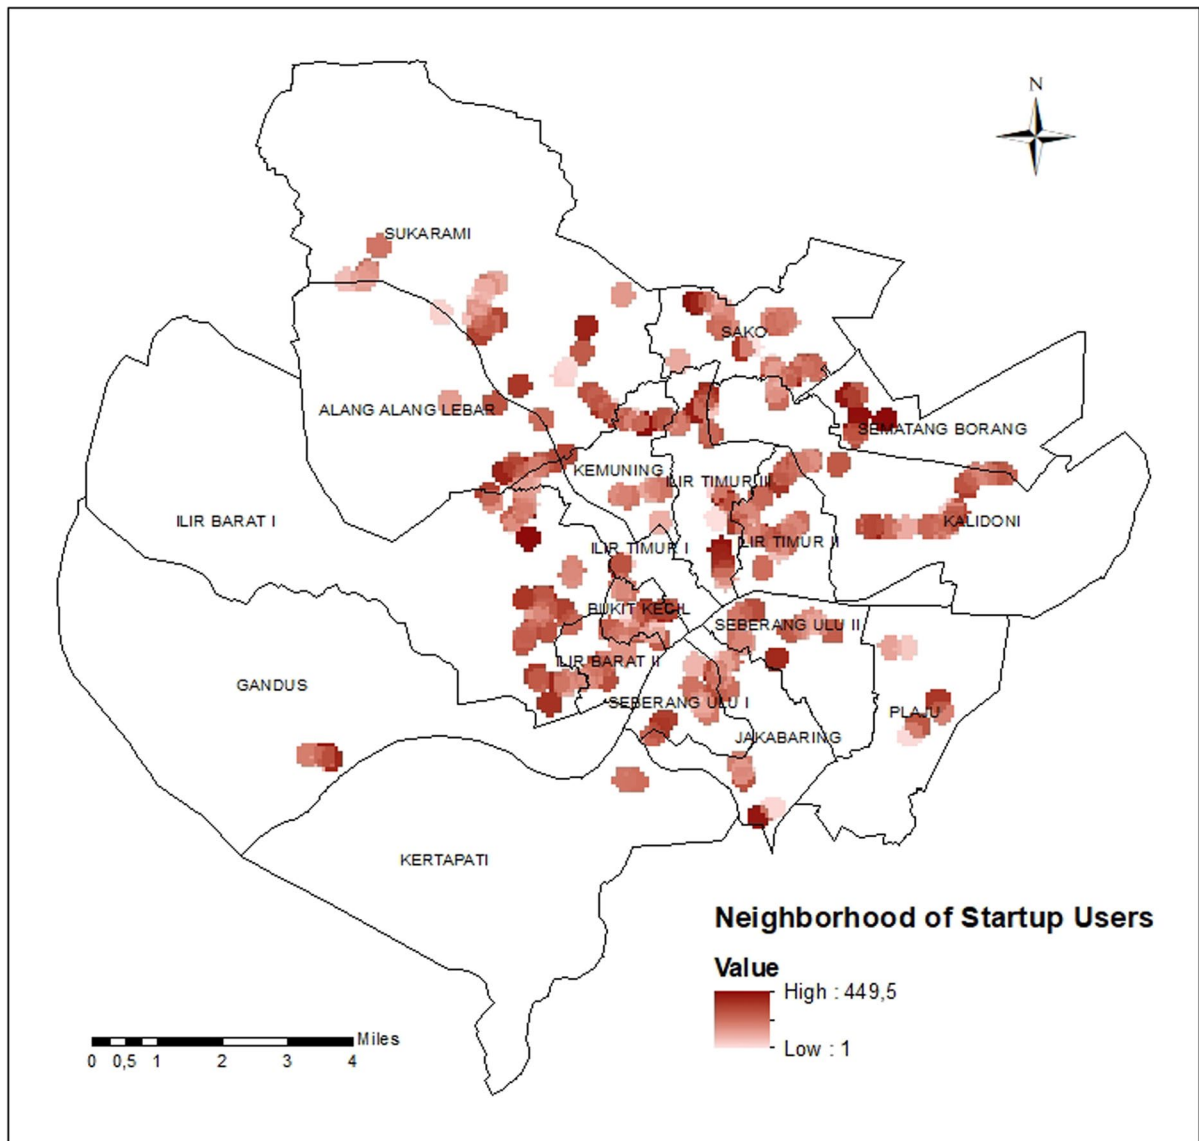 N
SUKARAMI
SAKO
ALANG ALANG LEBAR
SEMATANG BORANG
KEMUNING
ILIR TIMUR III
ILIR BARAT I
KALIDONI
ILIR TIMUR I
ILIR TIMUR II
BUKIT KECIL
SEBERANG ULU II
ILIR BARAT II
GANDUS
SEBERANG ULU I
PLAJU
JAKABARING
KERTAPATI
Neighborhood of Startup Users
Value
High : 449,5
Low : 1
Miles
0 0,5 1 2 3 4